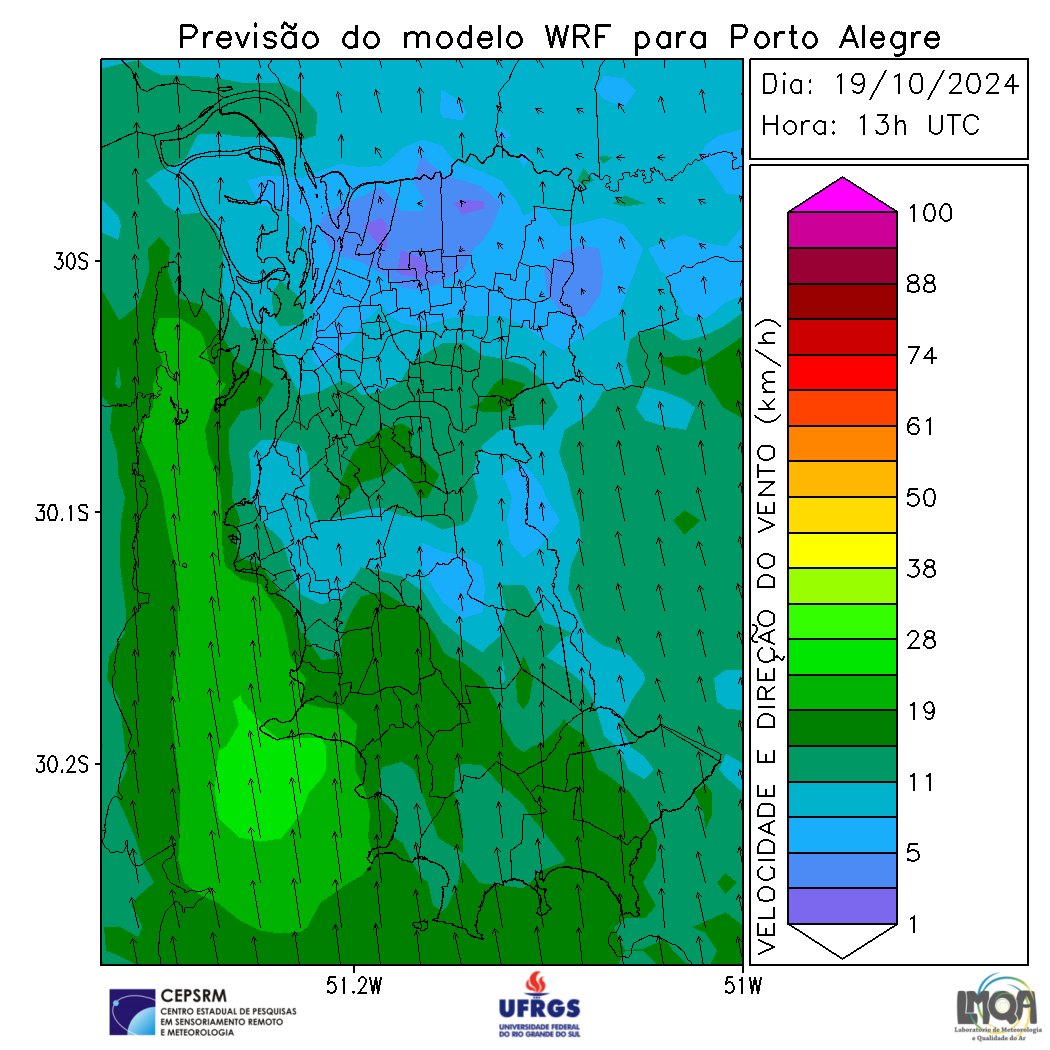 Previsão do modelo WRF para Porto Alegre
Dia: 19/10/2024
Hora: 13h UTC
30S
30.1S
30.2S
51.2W
51W
VELOCIDADE E DIREÇÃO DO VENTO (km/h)
100
88
74
61
50
38
28
19
11
5
1
CEPSRM
CENTRO ESTADUAL DE PESQUISAS
EM SENSORIAMENTO REMOTO
E METEOROLOGIA
UFRGS
UNIVERSIDADE FEDERAL
DO RIO GRANDE DO SUL
LMQA
Laboratório de Meteorologia
e Qualidade do Ar